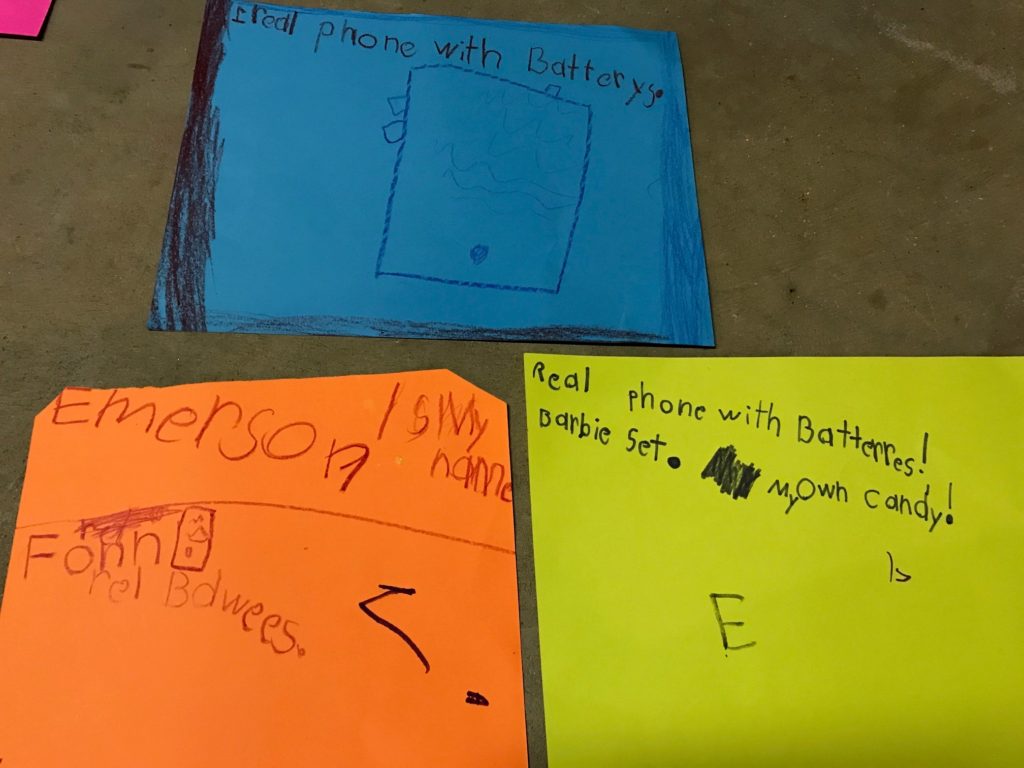 1 real phone with Batterys.
Emerson Is My
name
Fonn
rel Bdwees.
Real phone with Batterres!
Barbie Set. My Own candy!
E